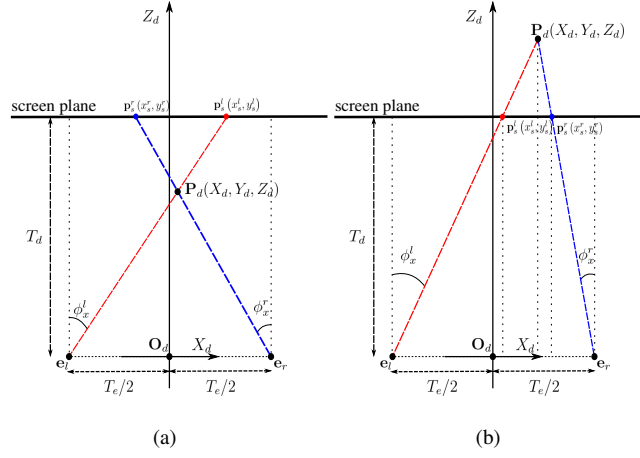 Z_d
screen plane
p_s^r (x_s^r, y_s^r)
p_s^l (x_s^l, y_s^l)
P_d(X_d, Y_d, Z_d)
T_d
ϕ_x^l
ϕ_x^r
O_d
X_d
e_l
e_r
T_e/2
T_e/2
(a)
Z_d
P_d(X_d, Y_d, Z_d)
screen plane
p_s^l (x_s^l, y_s^l)
p_s^r (x_s^r, y_s^r)
T_d
ϕ_x^l
ϕ_x^r
O_d
X_d
e_l
e_r
T_e/2
T_e/2
(b)